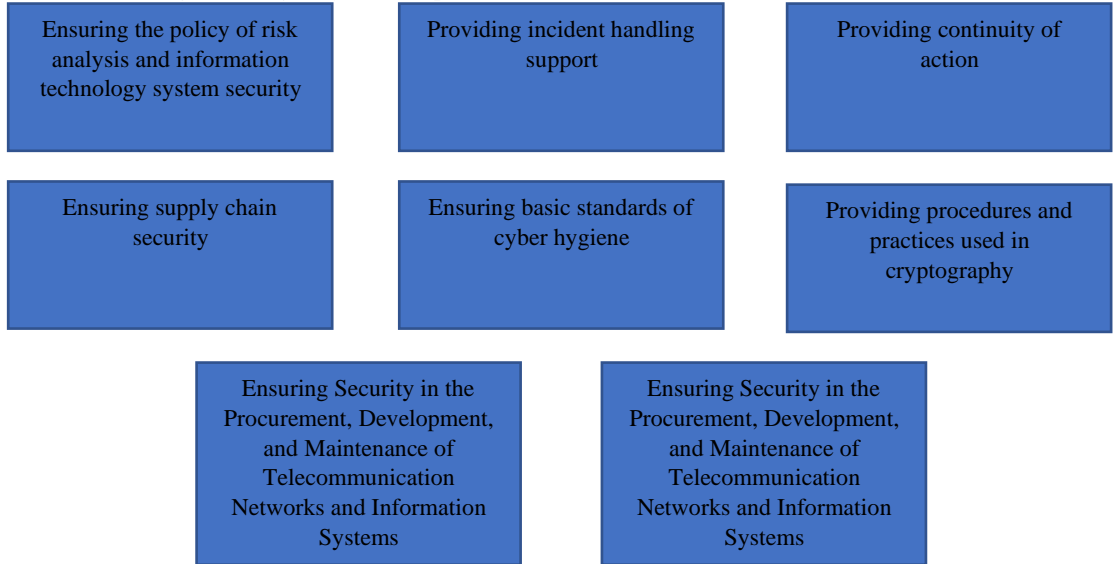 Ensuring the policy of risk
analysis and information
technology system security
Providing incident handling
support
Providing continuity of
action
Ensuring supply chain
security
Ensuring basic standards of
cyber hygiene
Providing procedures and
practices used in
cryptography
Ensuring Security in the
Procurement, Development,
and Maintenance of
Telecommunication
Networks and Information
Systems
Ensuring Security in the
Procurement, Development,
and Maintenance of
Telecommunication
Networks and Information
Systems